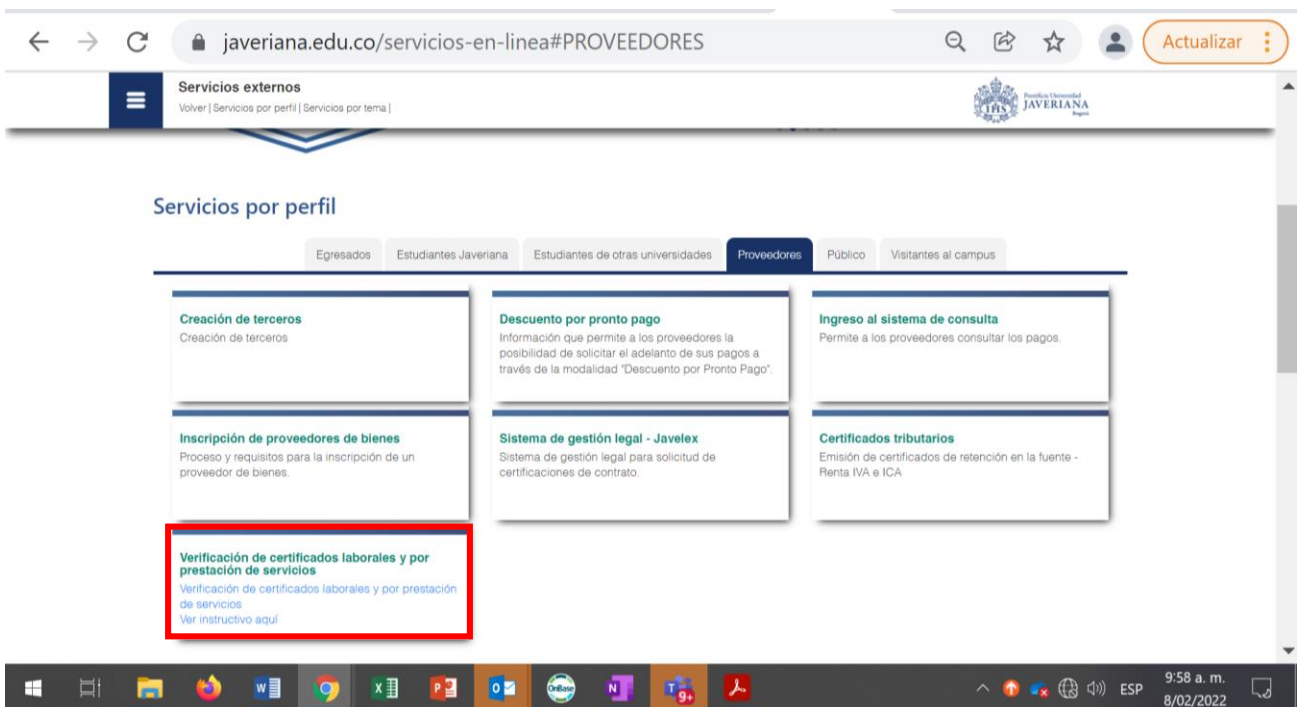 javeriana.edu.co/servicios-en-linea#PROVEEDORES
Actualizar
Servicios externos
Volver | Servicios por perfil | Servicios por tema |
Pontificia Universidad
JAVERIANA
Bogotá
Servicios por perfil
Egresados Estudiantes Javeriana Estudiantes de otras universidades Proveedores Público Visitantes al campus
Creación de terceros
Creación de terceros
Descuento por pronto pago
Información que permite a los proveedores la
posibilidad de solicitar el adelanto de sus pagos a
través de la modalidad "Descuento por Pronto Pago".
Ingreso al sistema de consulta
Permite a los proveedores consultar los pagos.
Inscripción de proveedores de bienes
Proceso y requisitos para la inscripción de un
proveedor de bienes.
Sistema de gestión legal - Javelex
Sistema de gestión legal para solicitud de
certificaciones de contrato.
Certificados tributarios
Emisión de certificados de retención en la fuente -
Renta IVA e ICA
Verificación de certificados laborales y por
prestación de servicios
Verificación de certificados laborales y por prestación
de servicios
Ver instructivo aquí
OnBase
9+
ESP
9:58 a. m.
8/02/2022